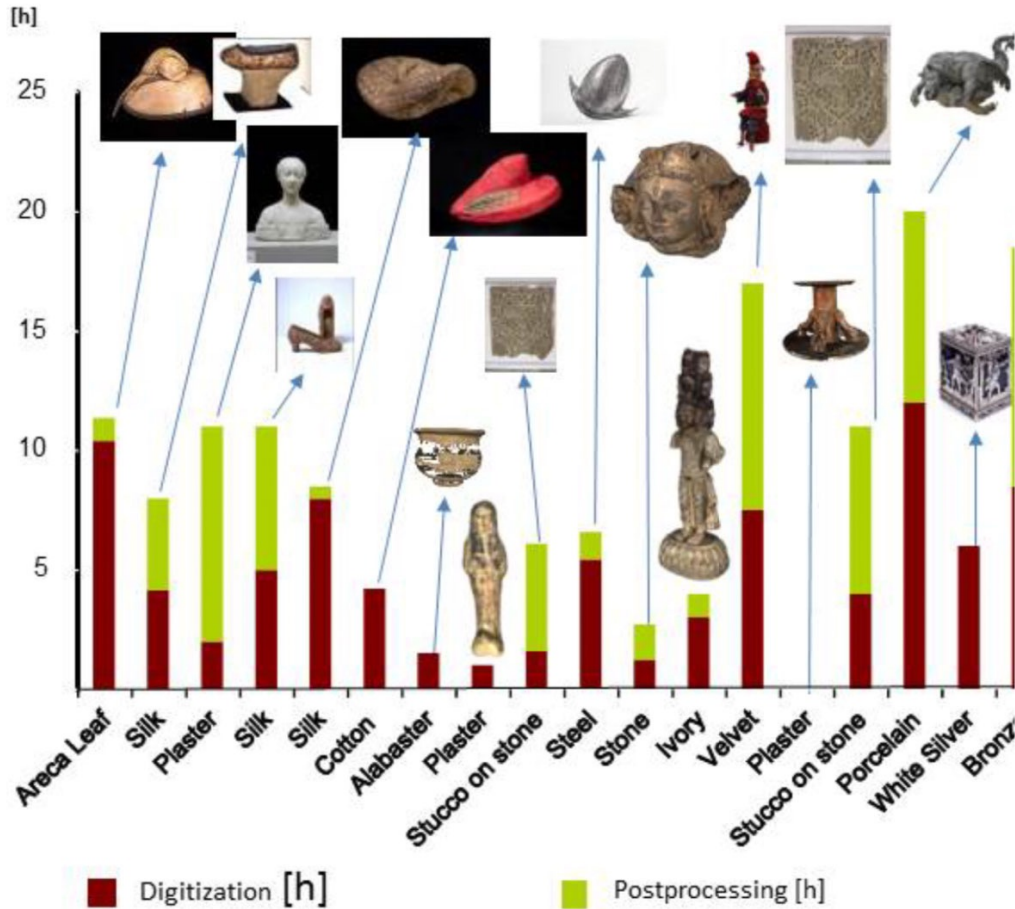 [h]
25
20
15
10
5
Areca Leaf
Silk
Plaster
Silk
Silk
Cotton
Alabaster
Plaster
Stucco on stone
Steel
Stone
Ivory
Velvet
Plaster
Stucco on stone
Porcelain
White Silver
Bronz
Digitization [h]
Postprocessing [h]